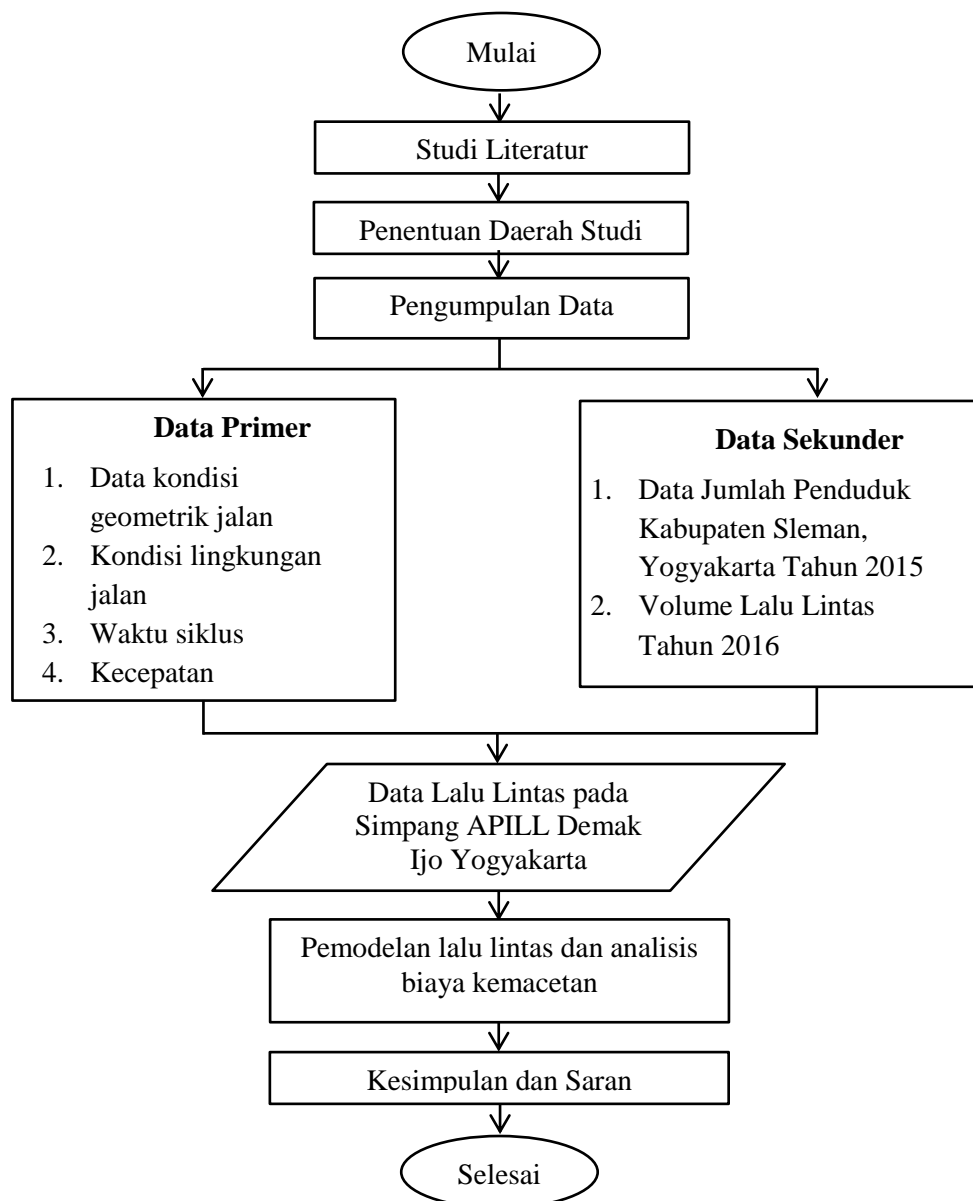 Mulai
Studi Literatur
Penentuan Daerah Studi
Pengumpulan Data
Data Primer
1. Data kondisi
geometrik jalan
2. Kondisi lingkungan
jalan
3. Waktu siklus
4. Kecepatan
Data Sekunder
1. Data Jumlah Penduduk
Kabupaten Sleman,
Yogyakarta Tahun 2015
2. Volume Lalu Lintas
Tahun 2016
Data Lalu Lintas pada
Simpang APILL Demak
Ijo Yogyakarta
Pemodelan lalu lintas dan analisis
biaya kemacetan
Kesimpulan dan Saran
Selesai